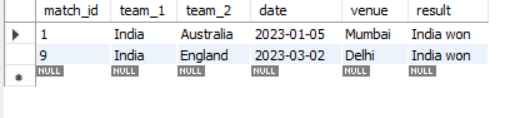 match_id team_1 team_2 date venue result
1 India Australia 2023-01-05 Mumbai India won
9 India England 2023-03-02 Delhi India won
NULL NULL NULL NULL NULL NULL